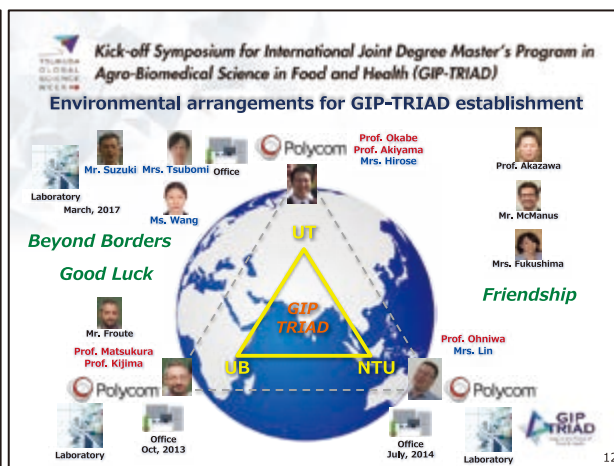 TSUKUBA
GLOBAL
SCIENCE
WEEK
Kick-off Symposium for International Joint Degree Master's Program in
Agro-Biomedical Science in Food and Health (GIP-TRIAD)
Environmental arrangements for GIP-TRIAD establishment
Laboratory
March, 2017
Mr. Suzuki
Mrs. Tsubomi
Office
Polycom
Prof. Okabe
Prof. Akiyama
Mrs. Hirose
Prof. Akazawa
Ms. Wang
Mr. McManus
Beyond Borders
Good Luck
UT
Mrs. Fukushima
Friendship
GIP
TRIAD
Mr. Froute
Prof. Matsukura
Prof. Kijima
UB
NTU
Prof. Ohniwa
Mrs. Lin
Polycom
Polycom
Laboratory
Office
Oct, 2013
Office
July, 2014
Laboratory
GIP
TRIAD
12